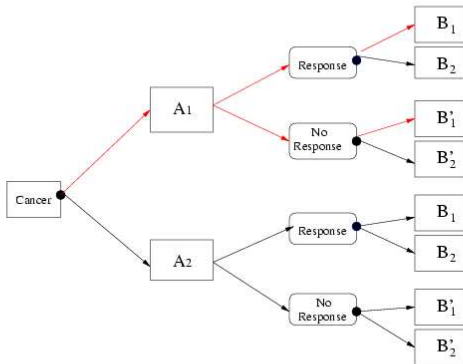 B1
Response
B2
A1
No
Response
B'1
B'2
Cancer
B1
Response
B2
A2
No
Response
B'1
B'2